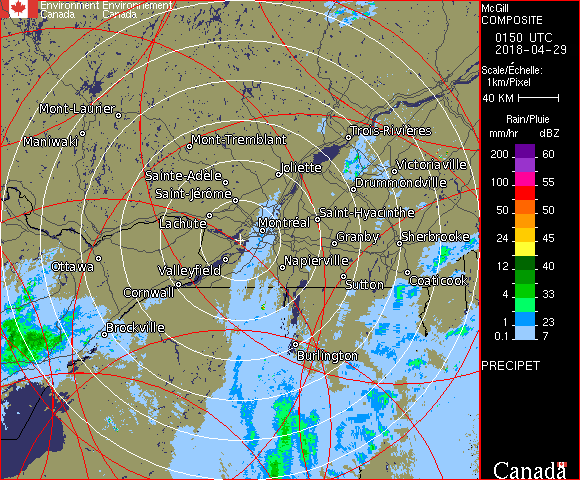 Environment Environnement
Canada Canada
McGill
COMPOSITE
0150 UTC
2018-04-29
Scale/Échelle:
1km/Pixel
40 KM
Rain/Pluie
mm/hr dBZ
200 60
100 55
50 50
24 45
12 40
4 33
1 23
0.1 7
PRECIPET
Canada
Mont-Laurier
Maniwaki
Mont-Tremblant
Trois-Rivières
Joliette
Victoriaville
Sainte-Adèle
Drummondville
Saint-Jérôme
Lachute
Montréal
Saint-Hyacinthe
Granby
Sherbrooke
Ottawa
Valleyfield
Napierville
Cornwall
Sutton
Coaticook
Brockville
Burlington